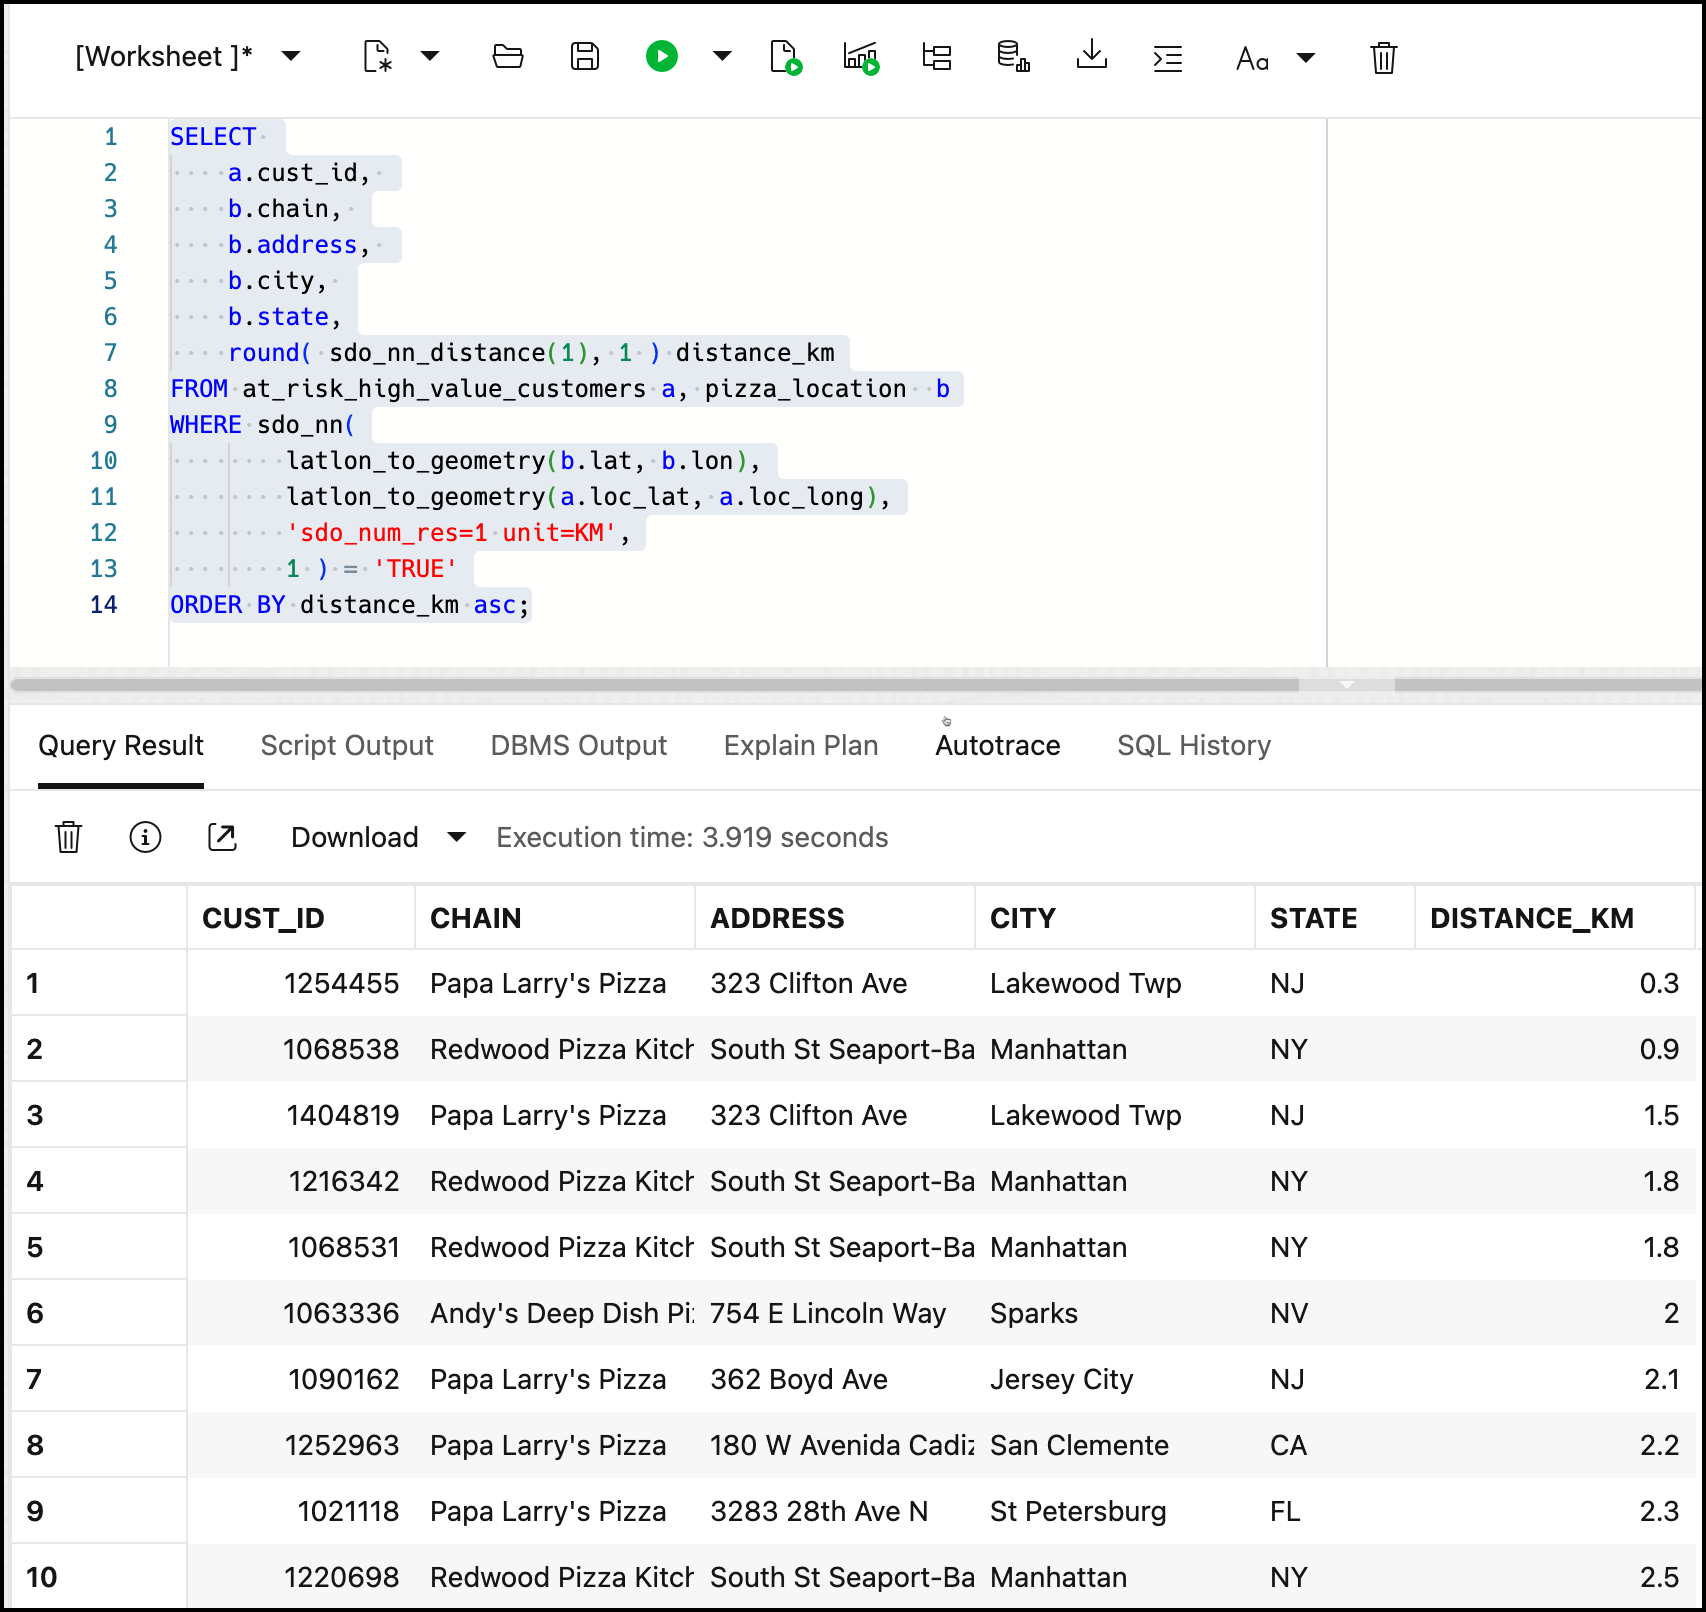 [Worksheet ]*
Aa
1 SELECT
2 a.cust_id,
3 b.chain,
4 b.address,
5 b.city,
6 b.state,
7 round( sdo_nn_distance(1), 1 ) distance_km
8 FROM at_risk_high_value_customers a, pizza_location  b
9 WHERE sdo_nn(
10 latlon_to_geometry(b.lat, b.lon),
11 latlon_to_geometry(a.loc_lat, a.loc_long),
12 'sdo_num_res=1 unit=KM',
13 1 ) = 'TRUE'
14 ORDER BY distance_km asc;
Query Result Script Output DBMS Output Explain Plan Autotrace SQL History
Download Execution time: 3.919 seconds
CUST_ID CHAIN ADDRESS CITY STATE DISTANCE_KM
1 1254455 Papa Larry's Pizza 323 Clifton Ave Lakewood Twp NJ 0.3
2 1068538 Redwood Pizza Kitch South St Seaport-Ba Manhattan NY 0.9
3 1404819 Papa Larry's Pizza 323 Clifton Ave Lakewood Twp NJ 1.5
4 1216342 Redwood Pizza Kitch South St Seaport-Ba Manhattan NY 1.8
5 1068531 Redwood Pizza Kitch South St Seaport-Ba Manhattan NY 1.8
6 1063336 Andy's Deep Dish Piz 754 E Lincoln Way Sparks NV 2
7 1090162 Papa Larry's Pizza 362 Boyd Ave Jersey City NJ 2.1
8 1252963 Papa Larry's Pizza 180 W Avenida Cadiz San Clemente CA 2.2
9 1021118 Papa Larry's Pizza 3283 28th Ave N St Petersburg FL 2.3
10 1220698 Redwood Pizza Kitch South St Seaport-Ba Manhattan NY 2.5